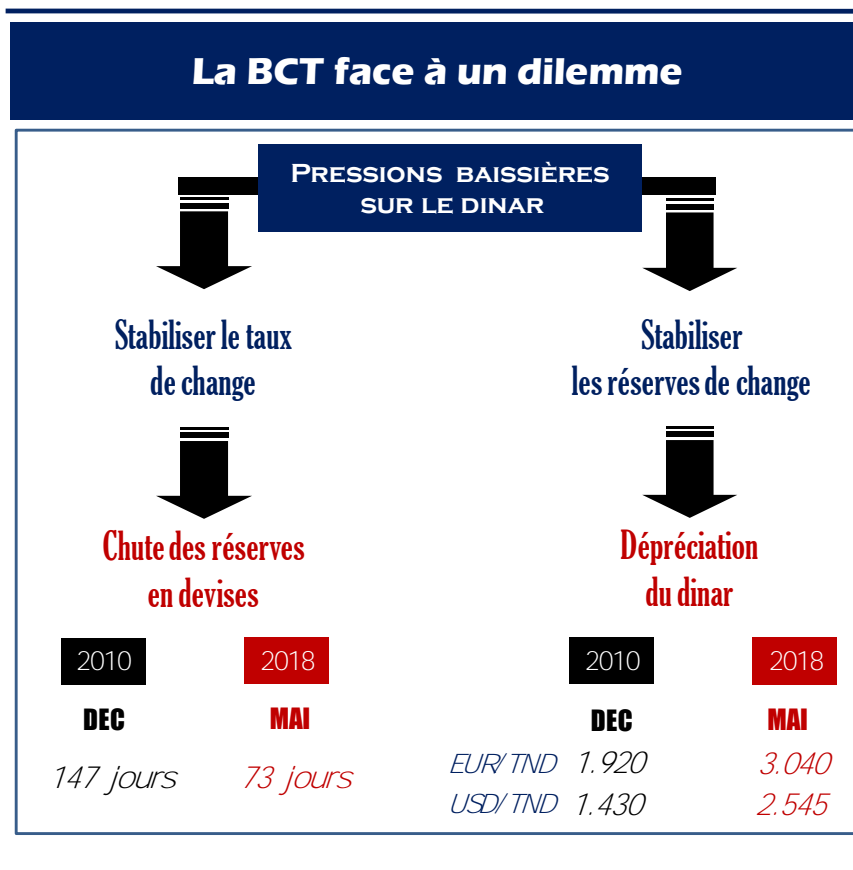 La BCT face à un dilemme
PRESSIONS BAISSIÈRES
SUR LE DINAR
Stabiliser le taux
de change
Chute des réserves
en devises
2010 2018
DEC MAI
147 jours 73 jours
Stabiliser
les réserves de change
Dépréciation
du dinar
2010 2018
DEC MAI
EUR/TND 1.920 3.040
USD/TND 1.430 2.545